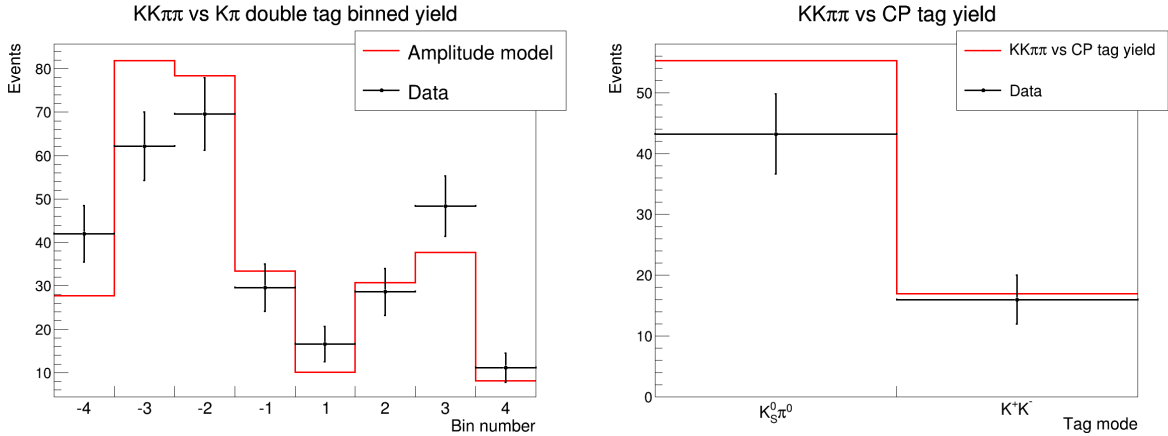 KKππ vs Kπ double tag binned yield
Events
Amplitude model
Data
80
70
60
50
40
30
20
10
-4 -3 -2 -1 1 2 3 4
Bin number
KKππ vs CP tag yield
Events
KKππ vs CP tag yield
Data
50
40
30
20
10
0
K⁰_Sπ⁰ K⁺K⁻
Tag mode